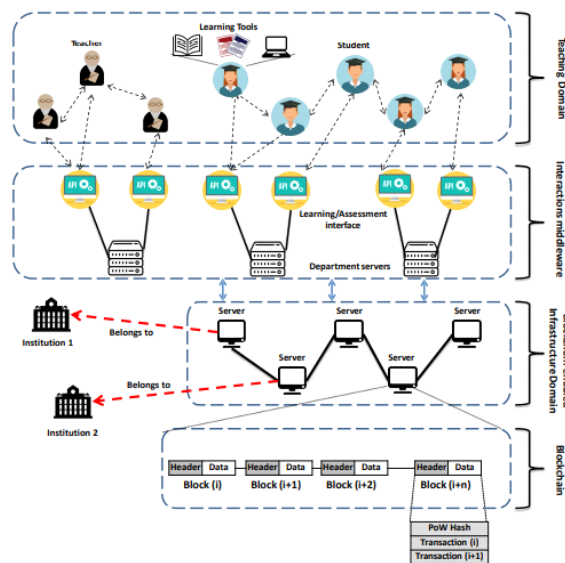 Learning Tools
Teacher
Student
Teaching Domain
API
API
API
API
API
API
Learning/Assessment
interface
Department servers
Interactions middleware
Server
Server
Server
Institution 1
Belongs to
Server
Server
Belongs to
Institution 2
Infrastructure Domain
Header Data
Header Data
Header Data
Header Data
Block (i)
Block (i+1)
Block (i+2)
Block (i+n)
Blockchain
PoW Hash
Transaction (i)
Transaction (i+1)